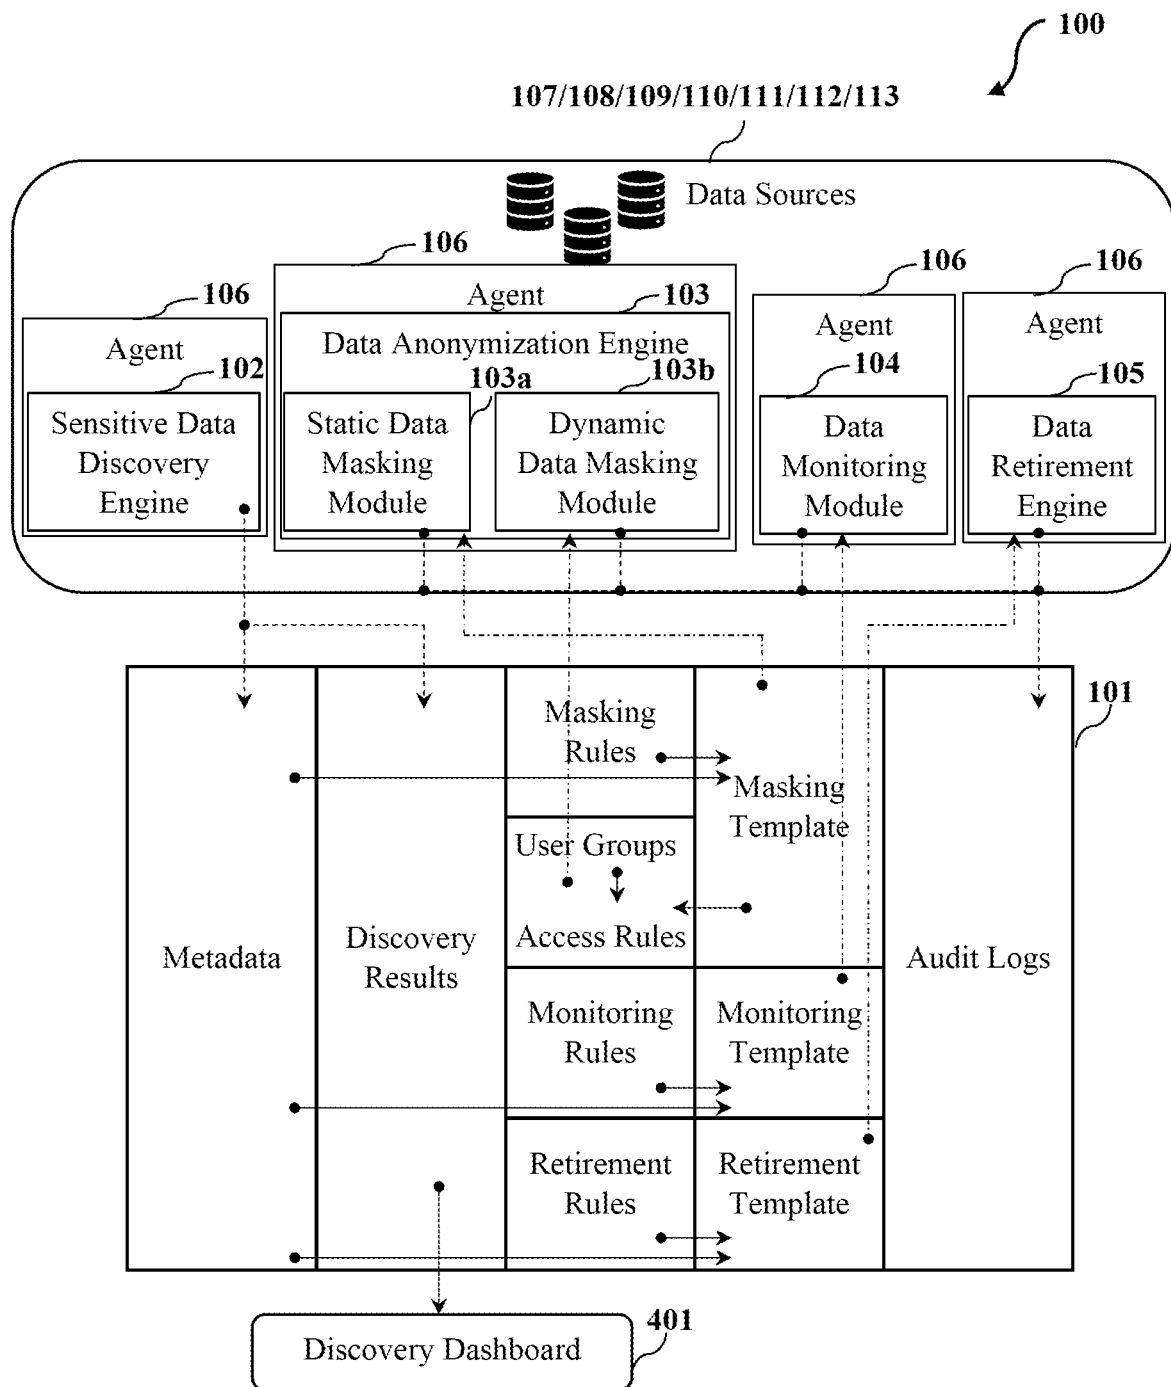 100
107/108/109/110/111/112/113
Data Sources
106
Agent
102
Sensitive Data
Discovery
Engine
106
Agent
103
Data Anonymization Engine
103a
Static Data
Masking
Module
103b
Dynamic
Data Masking
Module
106
Agent
104
Data
Monitoring
Module
106
Agent
105
Data
Retirement
Engine
101
Metadata
Discovery
Results
Masking
Rules
User Groups
Access Rules
Masking
Template
Monitoring
Rules
Monitoring
Template
Retirement
Rules
Retirement
Template
Audit Logs
Discovery Dashboard
401